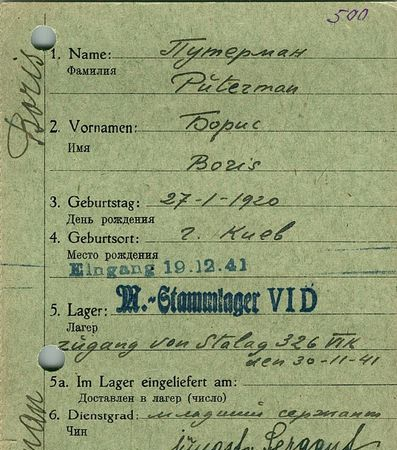 500
Boris
1. Name: Путерман
Фамилия
Püterman
2. Vornamen: Борис
Имя
Boris
3. Geburtstag: 27-1-1920
День рождения
4. Geburtsort: г. Киев
Место рождения
Eingang 19.12.41
5. Lager: M.-Stammlager VI D
Лагерь
Zugang von Stalag 326 VI K
den 30-11-41
5a. Im Lager eingeliefert am:
Доставлен в лагерь (число)
6. Dienstgrad: младший сержант
Чин
Sergant